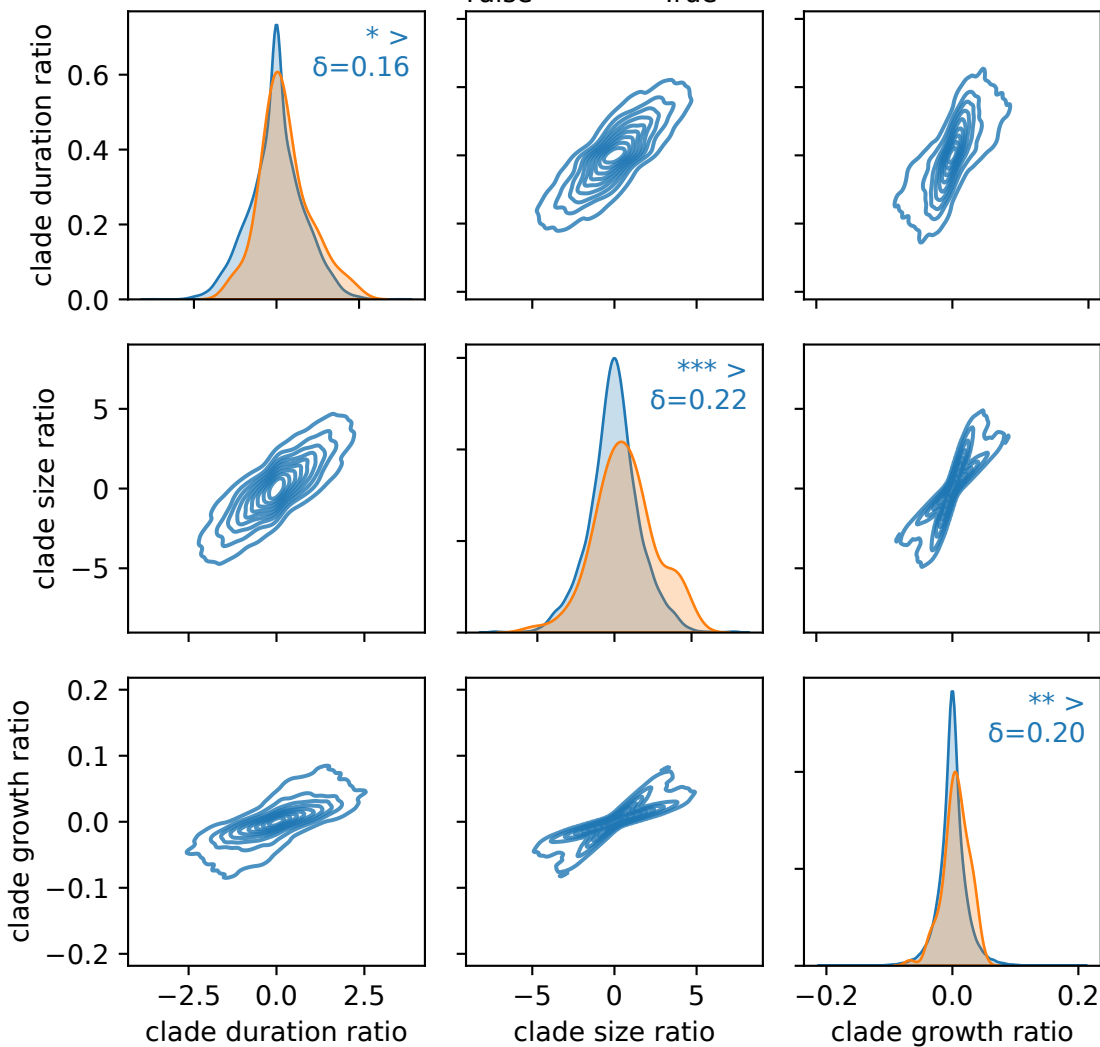 clade duration ratio
0.6
0.4
0.2
0.0
* >
δ=0.16
clade size ratio
5
0
−5
*** >
δ=0.22
clade growth ratio
0.2
0.1
0.0
−0.1
−0.2
** >
δ=0.20
−2.5 0.0 2.5
−5 0 5
−0.2 0.0 0.2
clade duration ratio
clade size ratio
clade growth ratio